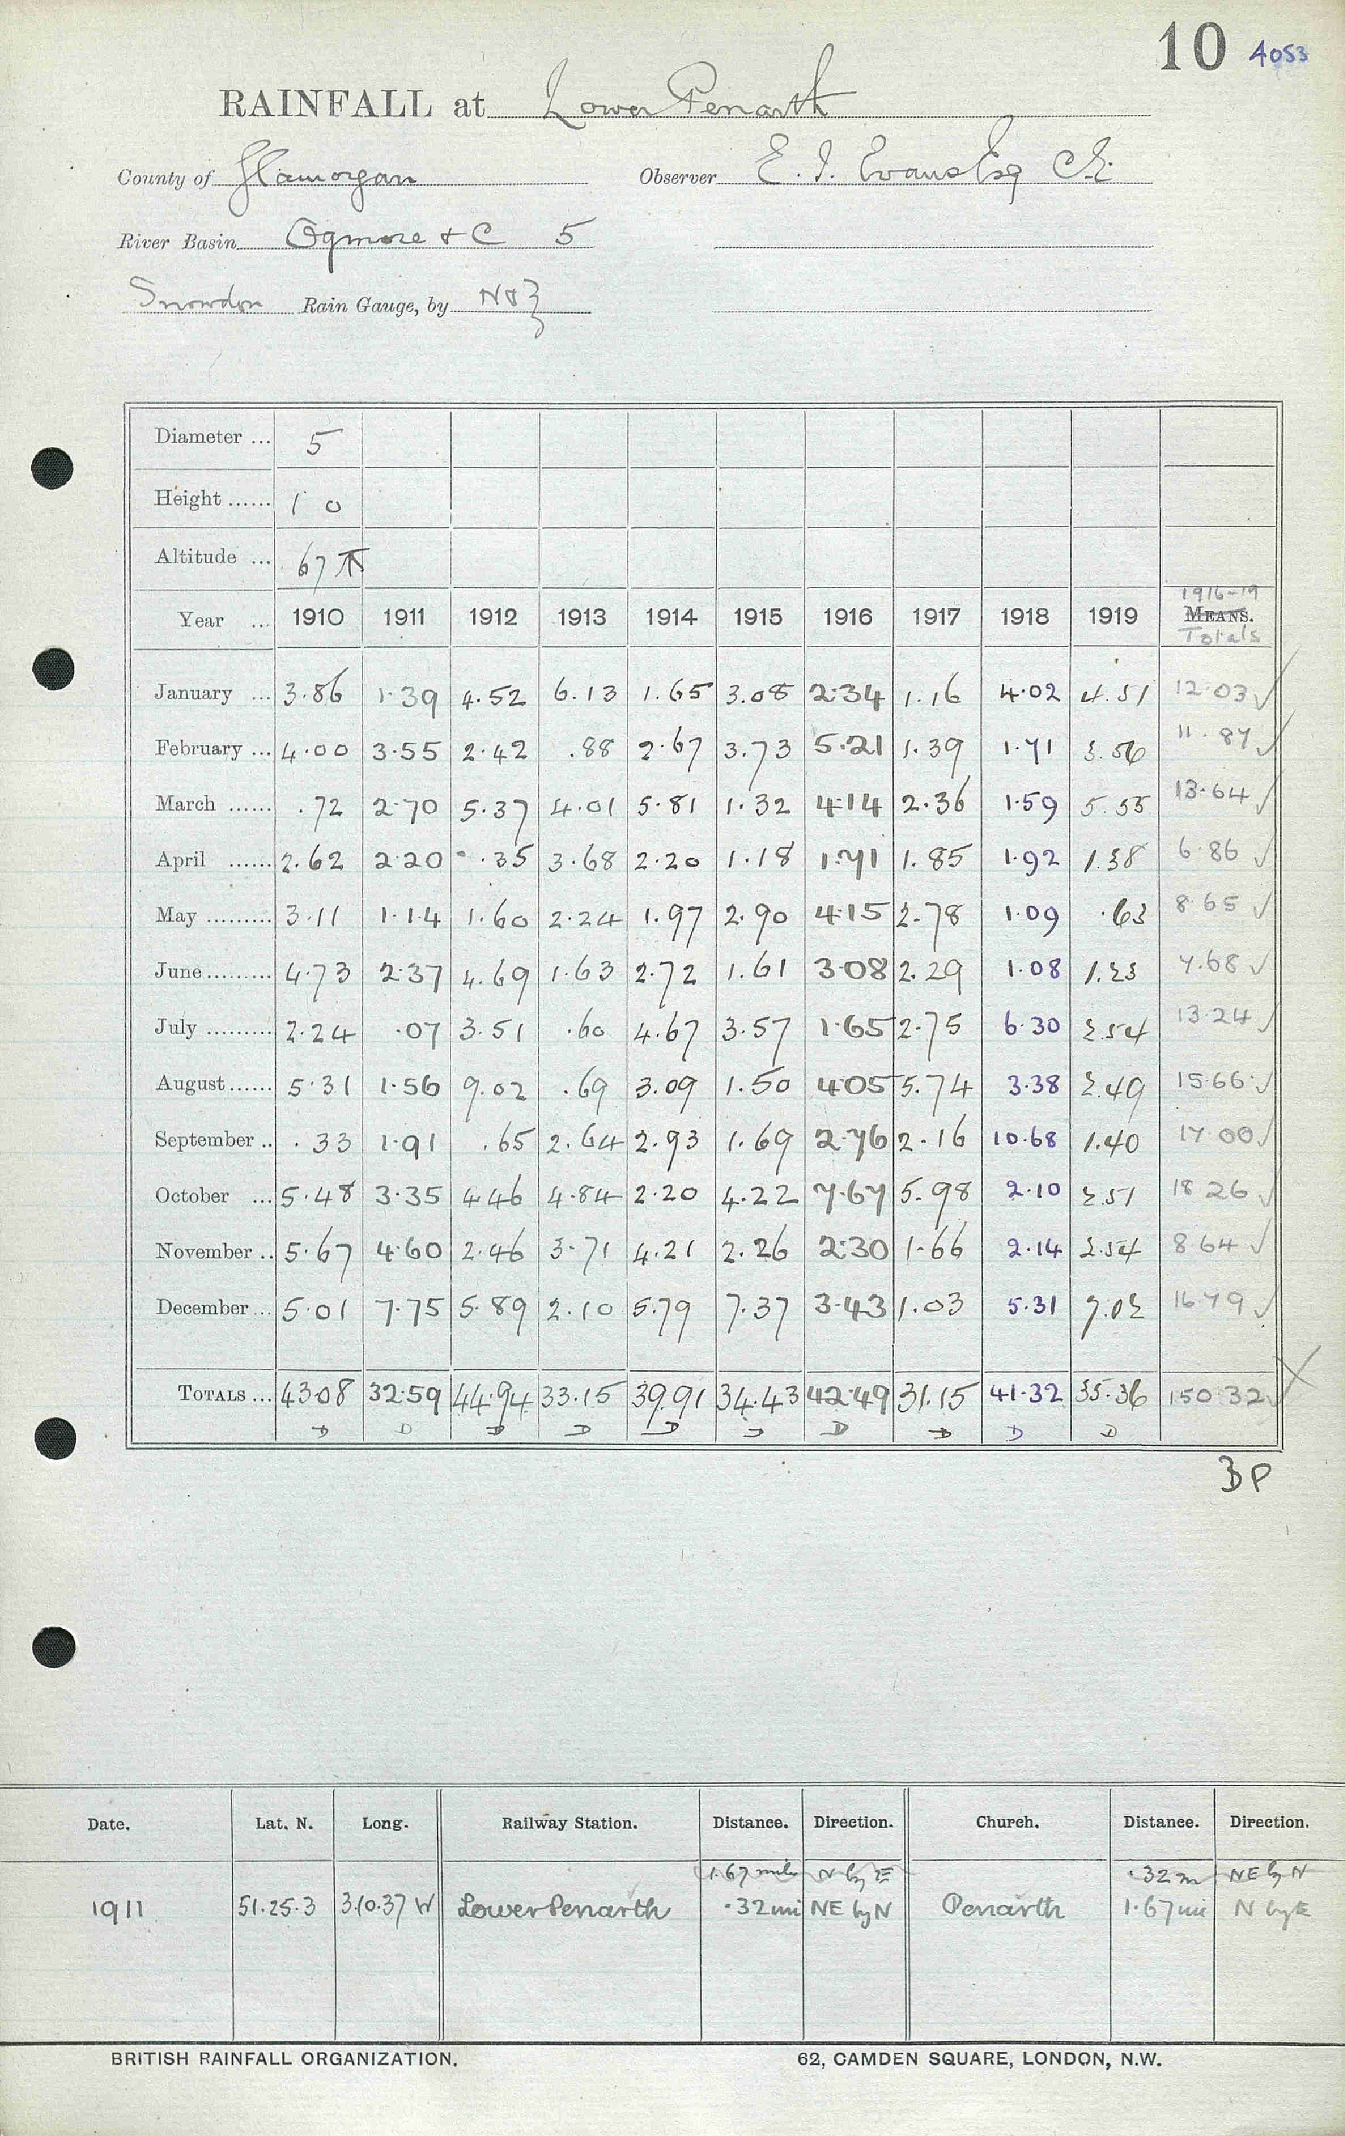 10 4053
RAINFALL at Lower Penarth
County of Glamorgan Observer E. I. Evans Esq C.E.
River Basin Ogmore & C 5
Snowdon Rain Gauge, by N & Z
Diameter ... 5
Height ...... 1 0
Altitude ... 67
1916-19
Year ... 1910 1911 1912 1913 1914 1915 1916 1917 1918 1919 MEANS.
Totals
January ... 3.86 1.39 4.52 6.13 1.65 3.08 2.34 1.16 4.02 4.51 12.03 ✓
February ... 4.00 3.55 2.42 .88 2.67 3.73 5.21 1.39 1.71 3.56 11.87 ✓
March ...... .72 2.70 5.37 4.01 5.81 1.32 4.14 2.36 1.59 5.55 13.64 ✓
April ...... 2.62 2.20 .35 3.68 2.20 1.18 1.71 1.85 1.92 1.38 6.86 ✓
May ......... 3.11 1.14 1.60 2.24 1.97 2.90 4.15 2.78 1.09 .63 8.65 ✓
June ......... 4.73 2.37 4.69 1.63 2.72 1.61 3.08 2.29 1.08 1.23 7.68 ✓
July ......... 2.24 .07 3.51 .60 4.67 3.57 1.65 2.75 6.30 2.54 13.24 ✓
August ...... 5.31 1.56 9.02 .69 3.09 1.50 4.05 5.74 3.38 2.49 15.66 ✓
September .. .33 1.91 .65 2.64 2.93 1.69 2.76 2.16 10.68 1.40 17.00 ✓
October ... 5.48 3.35 4.46 4.84 2.20 4.22 7.67 5.98 2.10 2.51 18.26 ✓
November .. 5.67 4.60 2.46 3.71 4.21 2.26 2.30 1.66 2.14 2.54 8.64 ✓
December ... 5.01 7.75 5.89 2.10 5.79 7.37 3.43 1.03 5.31 7.02 16.79 ✓
TOTALS ... 43.08 32.59 44.94 33.15 39.91 34.43 42.49 31.15 41.32 35.36 150.32 ✓
D D D D D D D D D D
BP
Date. Lat. N. Long. Railway Station. Distance. Direction. Church. Distance. Direction.
1.67 miles N by E .32 m NE by N
1911 51.25.3 3.10.37 W Lower Penarth .32 mi NE by N Penarth 1.67 mi N by E
BRITISH RAINFALL ORGANIZATION. 62, CAMDEN SQUARE, LONDON, N.W.